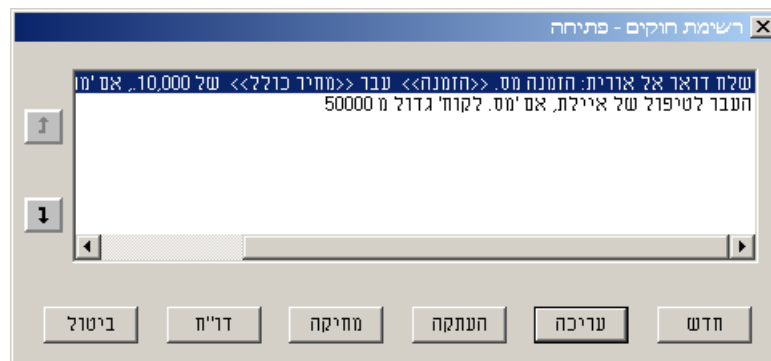 רשימת חוקים - פתיחה
שלח דואר אל אורית: הזמנה מס. <<הזמנה>> עבר <<מחיר כולל>> של 10,000., אם 'מו
העבר לטיפול של איילת, אם 'מס. לקוח' גדול מ 50000
חדש
עריכה
העתקה
מחיקה
דו"ח
ביטול